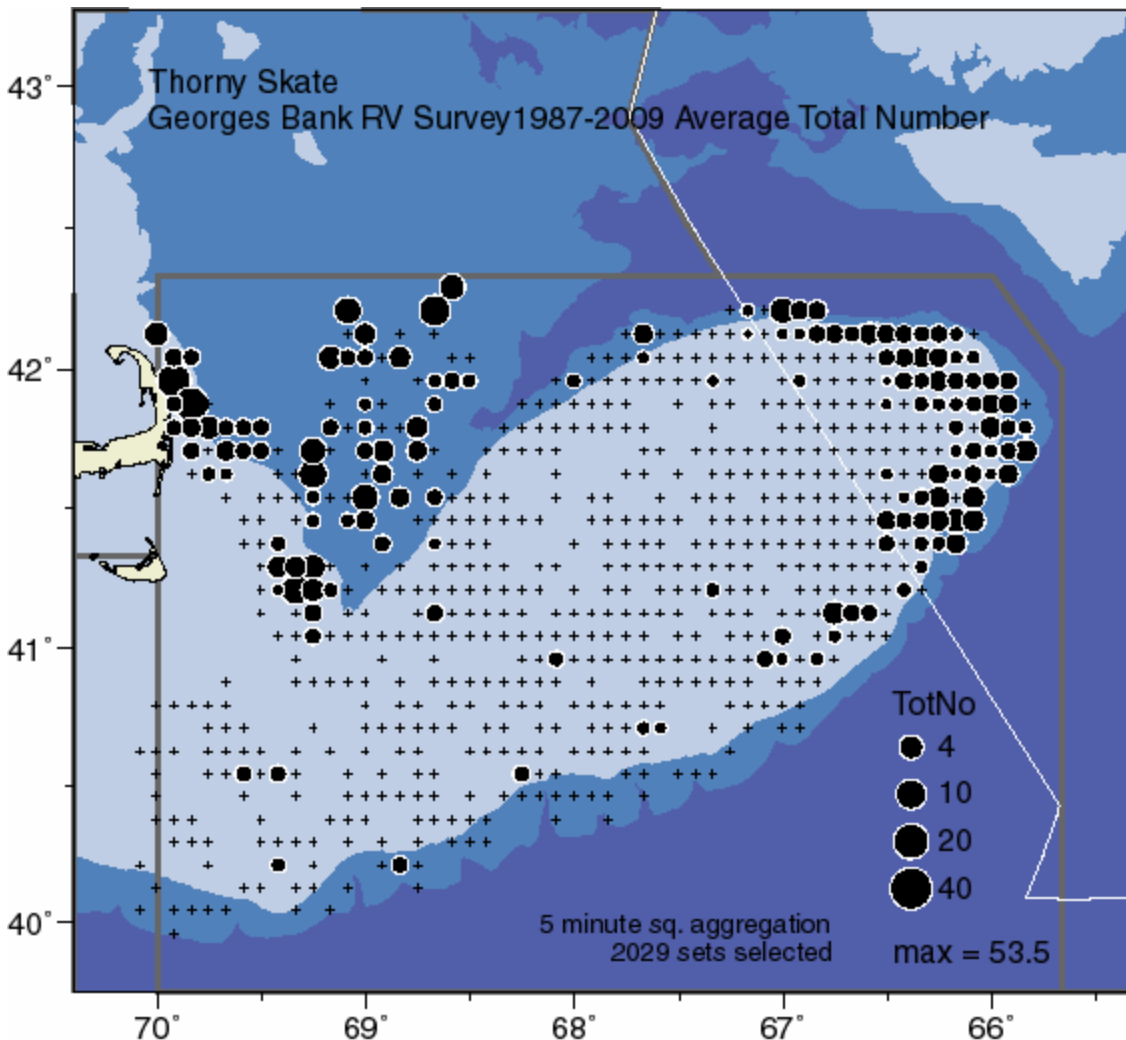 Thorny Skate
Georges Bank RV Survey1987-2009 Average Total Number
43°
42°
41°
40°
TotNo
4
10
20
40
5 minute sq. aggregation
2029 sets selected
max = 53.5
70°
69°
68°
67°
66°